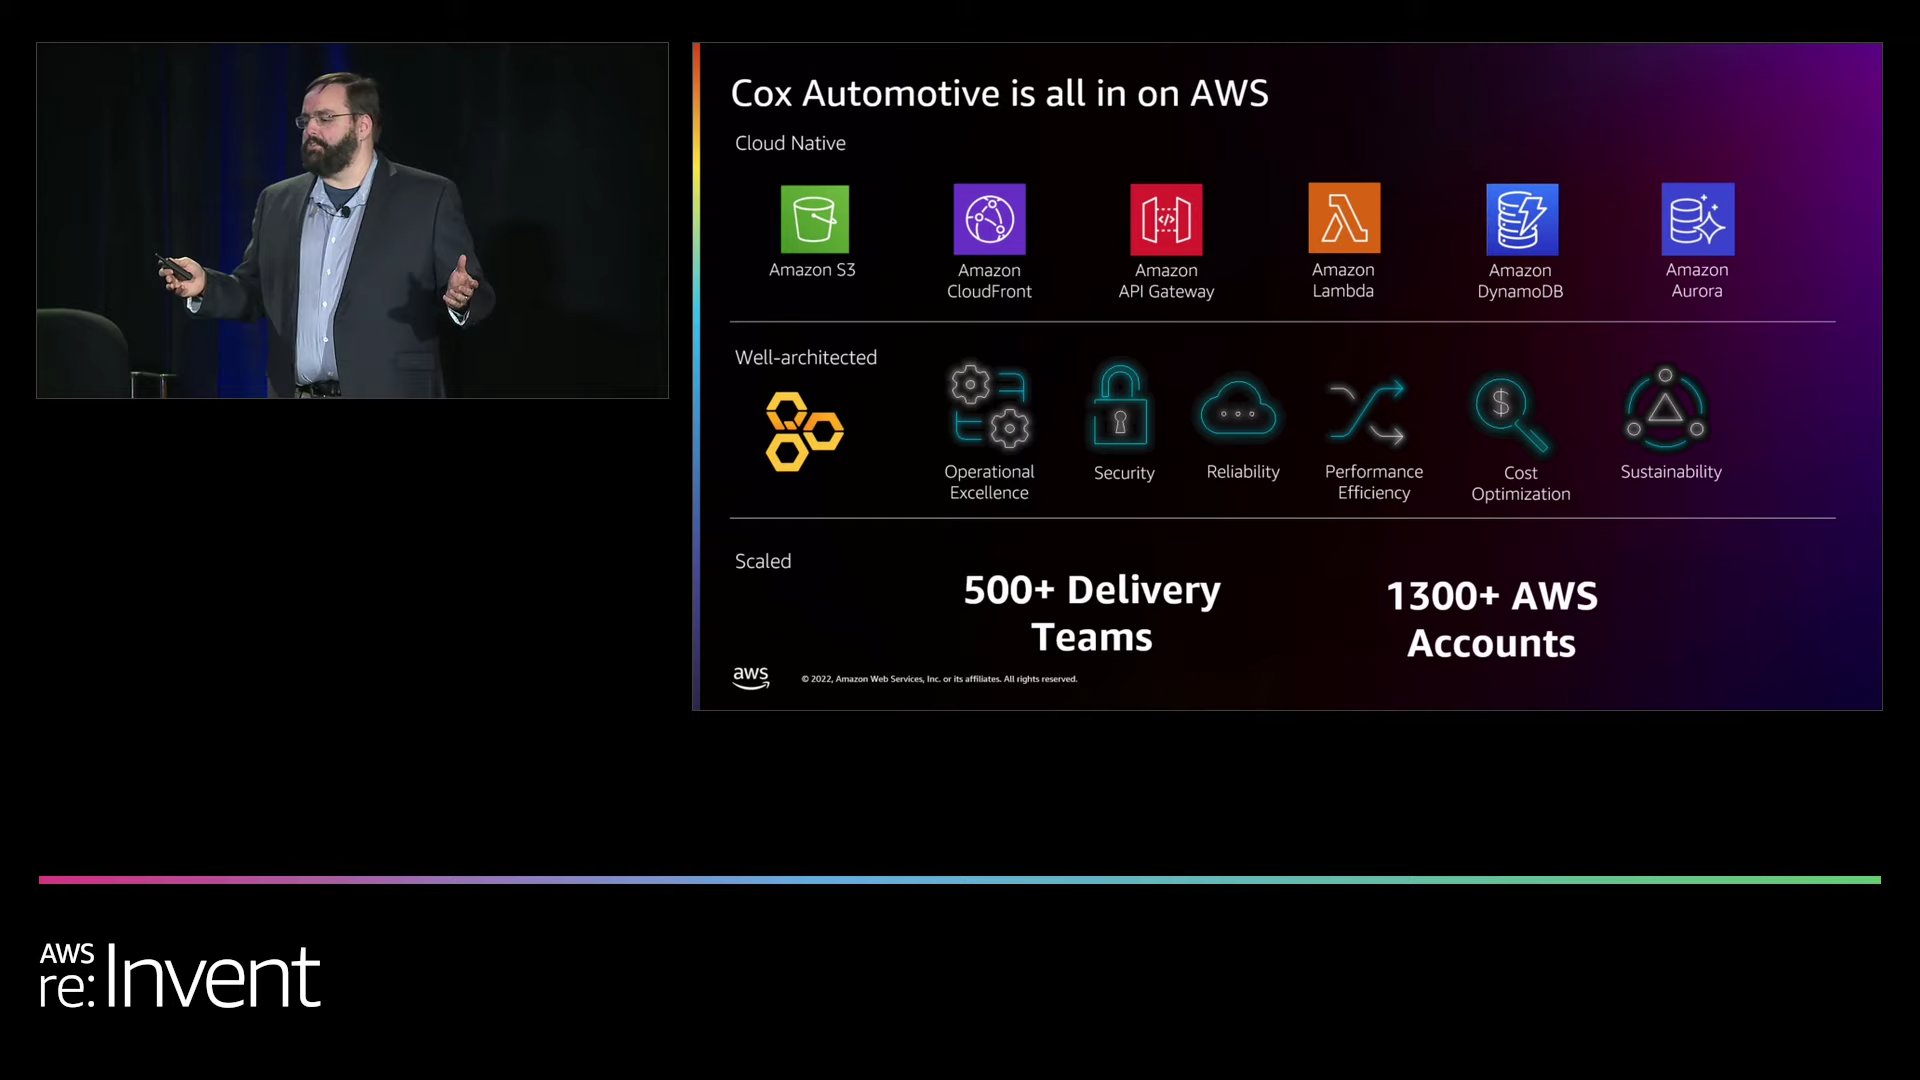 Cox Automotive is all in on AWS
Cloud Native
Amazon S3
Amazon
CloudFront
Amazon
API Gateway
Amazon
Lambda
Amazon
DynamoDB
Amazon
Aurora
Well-architected
Operational
Excellence
Security
Reliability
Performance
Efficiency
Cost
Optimization
Sustainability
Scaled
500+ Delivery
Teams
1300+ AWS
Accounts
aws
© 2022, Amazon Web Services, Inc. or its affiliates. All rights reserved.
AWS
re:Invent